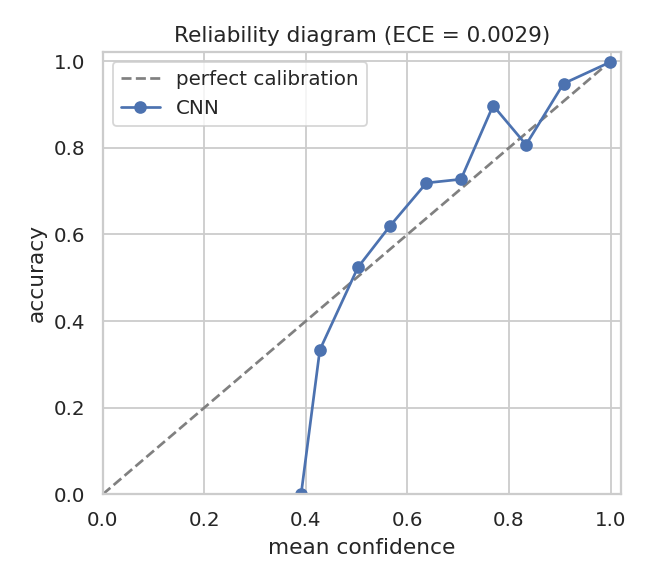 Reliability diagram (ECE = 0.0029)
perfect calibration
CNN
accuracy
1.0
0.8
0.6
0.4
0.2
0.0
0.0 0.2 0.4 0.6 0.8 1.0
mean confidence